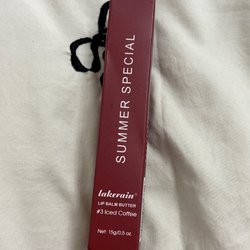 SUMMER SPECIAL
lakerain
LIP BALM BUTTER
#3 Iced Coffee
Net: 15g/0.5 oz.